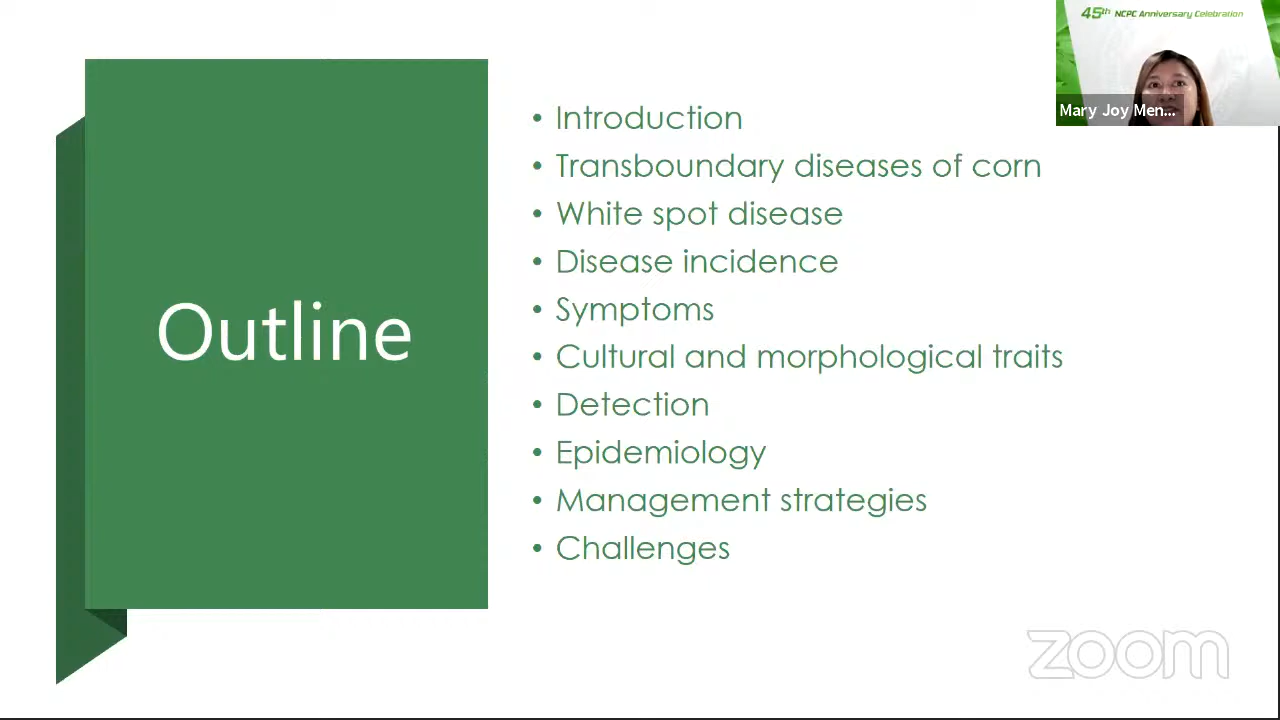 45th NCPC Anniversary Celebration
Mary Joy Men...
Outline
• Introduction
• Transboundary diseases of corn
• White spot disease
• Disease incidence
• Symptoms
• Cultural and morphological traits
• Detection
• Epidemiology
• Management strategies
• Challenges
zoom